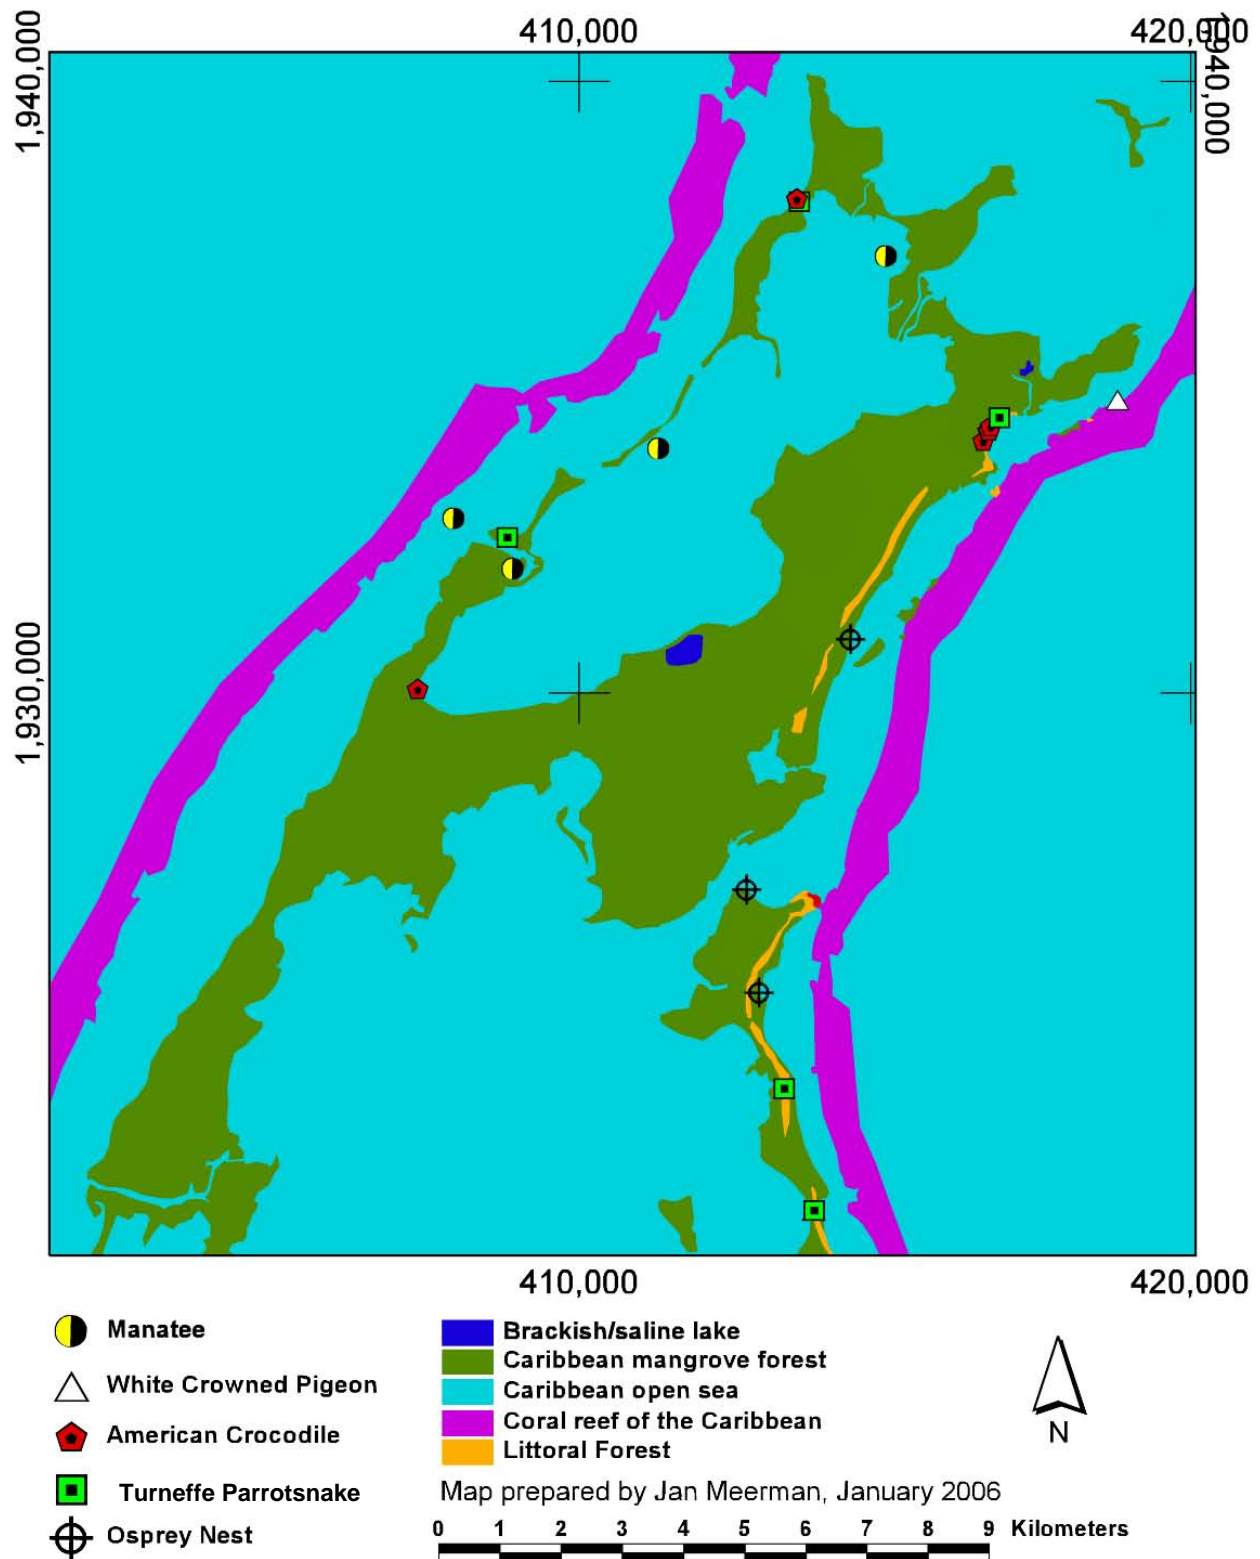 410,000 420,000
1,940,000 1,940,000
1,930,000
410,000 420,000
Manatee
White Crowned Pigeon
American Crocodile
Turneffe Parrotsnake
Osprey Nest
Brackish/saline lake
Caribbean mangrove forest
Caribbean open sea
Coral reef of the Caribbean
Littoral Forest
N
Map prepared by Jan Meerman, January 2006
0 1 2 3 4 5 6 7 8 9 Kilometers